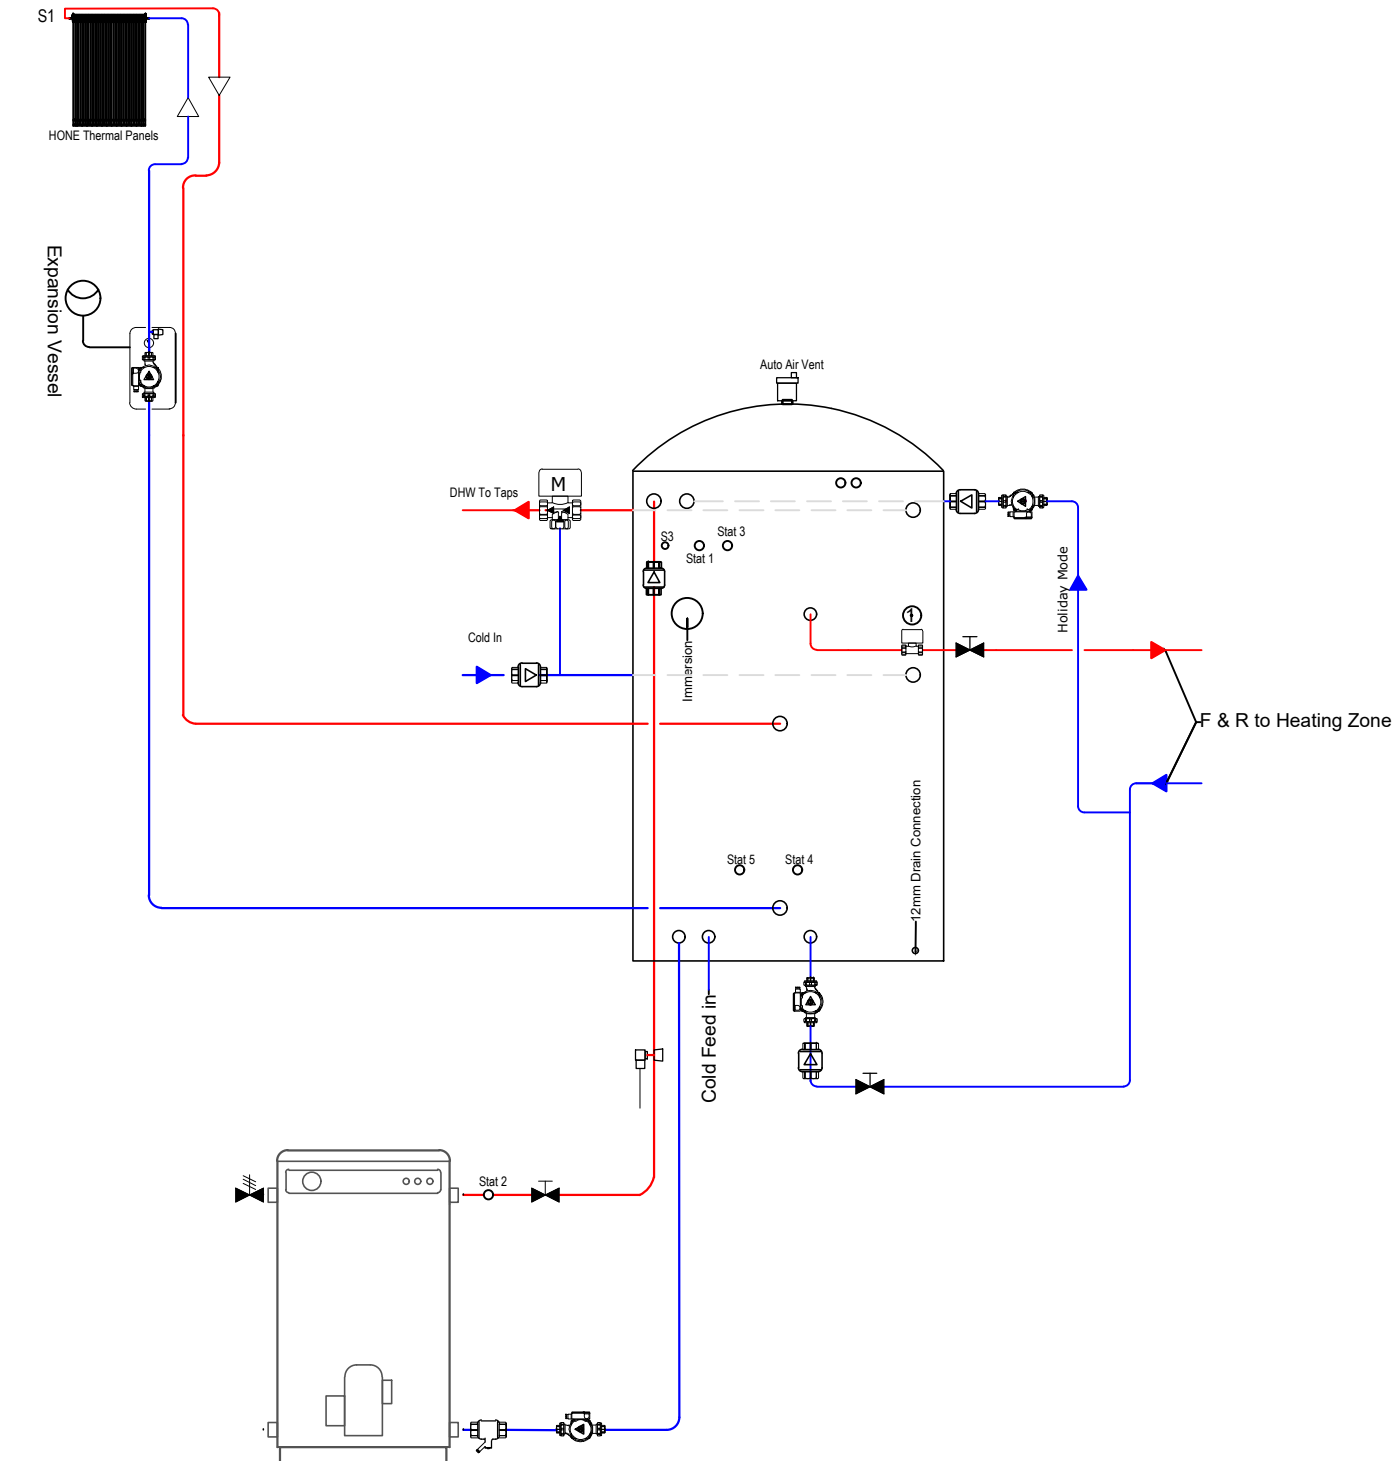 S1
HONE Thermal Panels
Expansion Vessel
Auto Air Vent
M
DHW To Taps
S3
Stat 3
Stat 1
Holiday Mode
1
Cold In
Immersion
F & R to Heating Zone
12mm Drain Connection
Stat 5
Stat 4
Cold Feed in
Stat 2